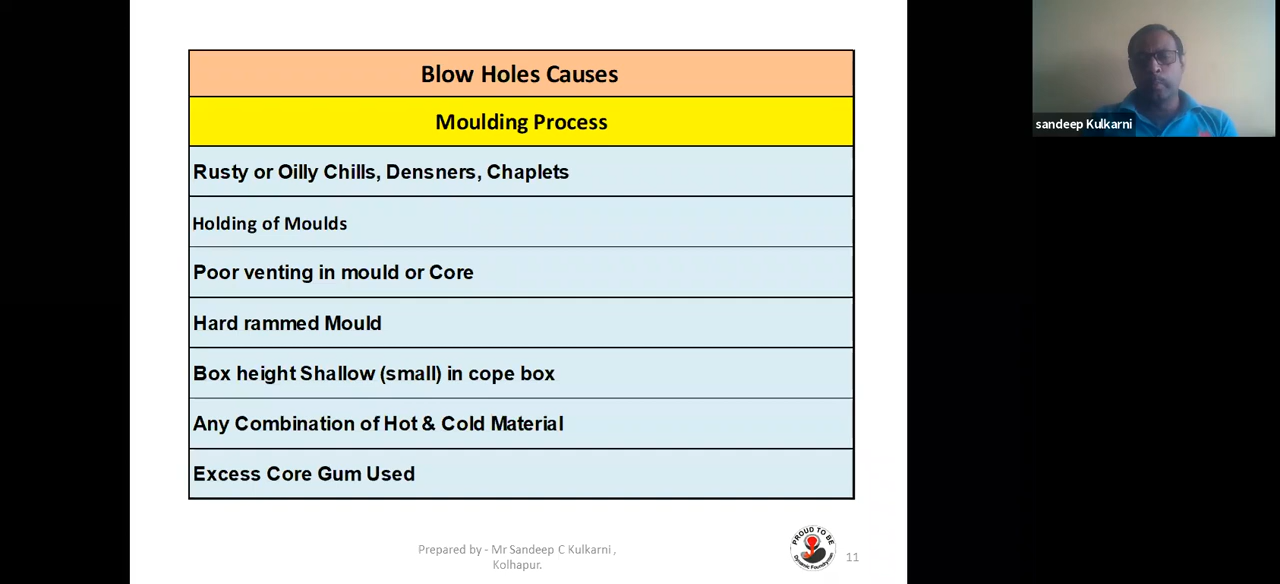 Blow Holes Causes
Moulding Process
Rusty or Oilly Chills, Densners, Chaplets
Holding of Moulds
Poor venting in mould or Core
Hard rammed Mould
Box height Shallow (small) in cope box
Any Combination of Hot & Cold Material
Excess Core Gum Used
Prepared by - Mr Sandeep C Kulkarni ,
Kolhapur.
PROUD TO BE
Dynamic Foundrymen
11
sandeep Kulkarni